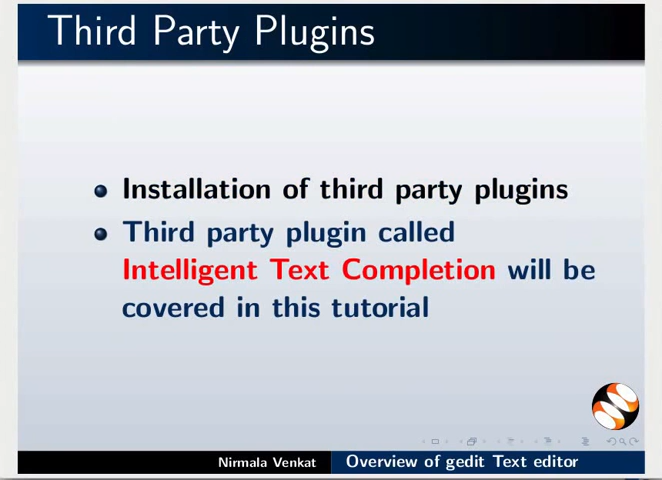 Third Party Plugins
Installation of third party plugins
Third party plugin called
Intelligent Text Completion will be
covered in this tutorial
Nirmala Venkat
Overview of gedit Text editor